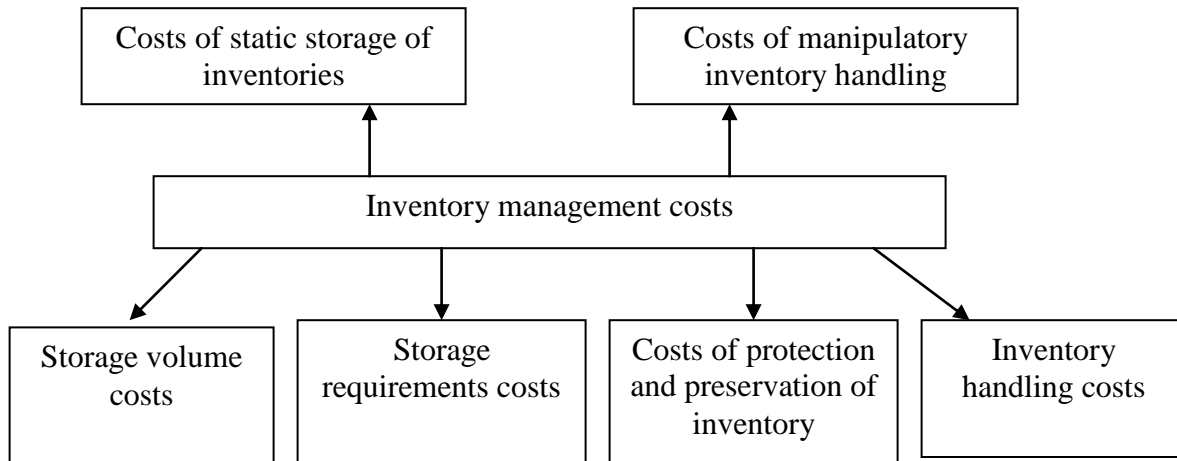 Costs of static storage of
inventories
Costs of manipulatory
inventory handling
Inventory management costs
Storage volume
costs
Storage
requirements costs
Costs of protection
and preservation of
inventory
Inventory
handling costs